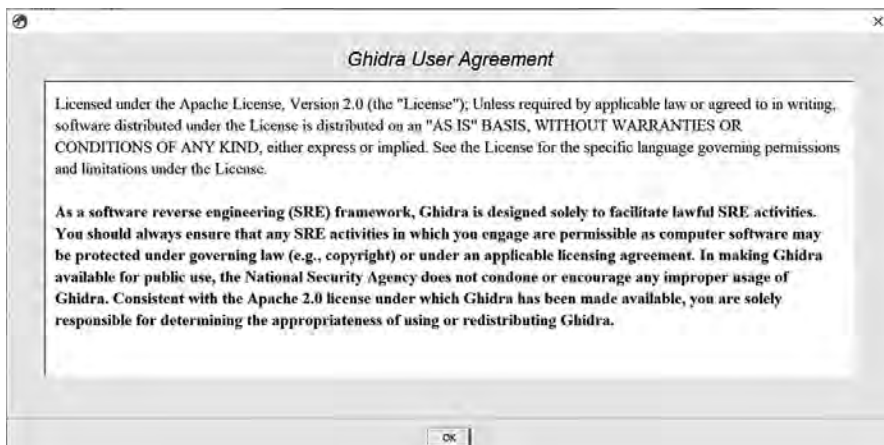 Ghidra User Agreement
Licensed under the Apache License, Version 2.0 (the "License"); Unless required by applicable law or agreed to in writing,
software distributed under the License is distributed on an "AS IS" BASIS, WITHOUT WARRANTIES OR
CONDITIONS OF ANY KIND, either express or implied. See the License for the specific language governing permissions
and limitations under the License.
As a software reverse engineering (SRE) framework, Ghidra is designed solely to facilitate lawful SRE activities.
You should always ensure that any SRE activities in which you engage are permissible as computer software may
be protected under governing law (e.g., copyright) or under an applicable licensing agreement. In making Ghidra
available for public use, the National Security Agency does not condone or encourage any improper usage of
Ghidra. Consistent with the Apache 2.0 license under which Ghidra has been made available, you are solely
responsible for determining the appropriateness of using or redistributing Ghidra.
OK